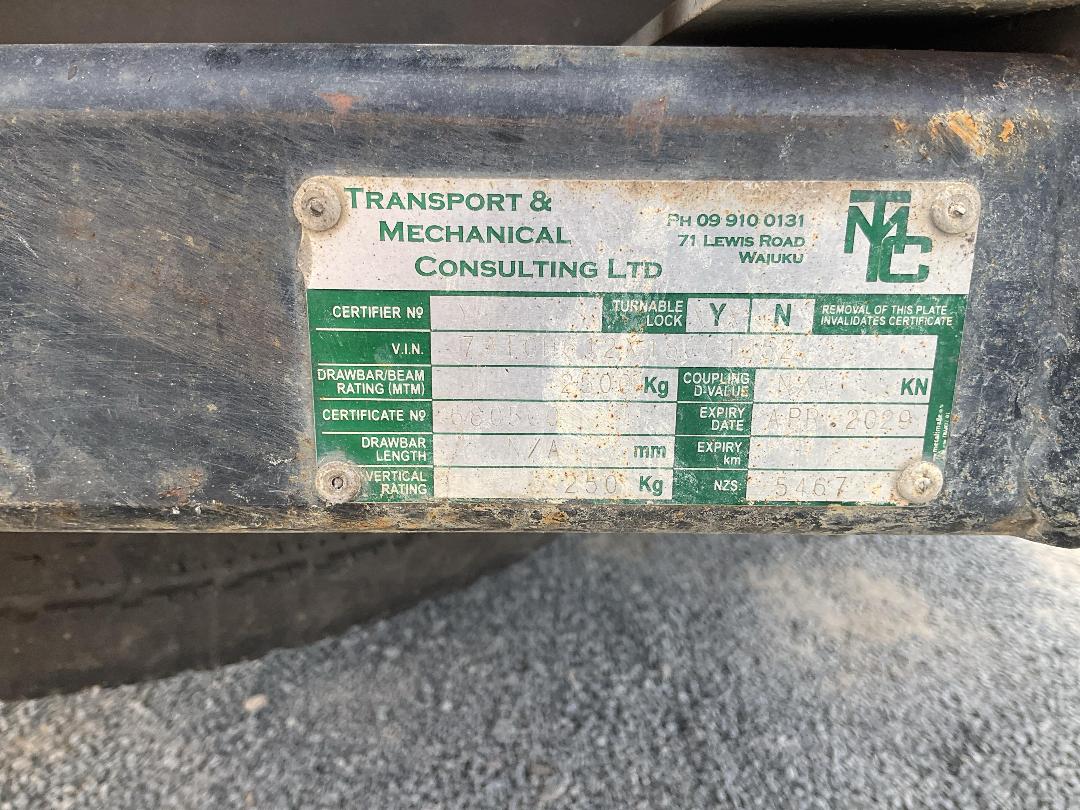 TRANSPORT &
MECHANICAL
CONSULTING LTD
PH 09 910 0131
71 LEWIS ROAD
WAIUKU
TMC
CERTIFIER Nº
TURNABLE LOCK Y N
REMOVAL OF THIS PLATE
INVALIDATES CERTIFICATE
V.I.N.
DRAWBAR/BEAM
RATING (MTM) 2500 Kg
COUPLING
D-VALUE KN
CERTIFICATE Nº
EXPIRY
DATE APR 2029
DRAWBAR
LENGTH /A mm
EXPIRY
km
VERTICAL
RATING 250 Kg
NZS: 5467